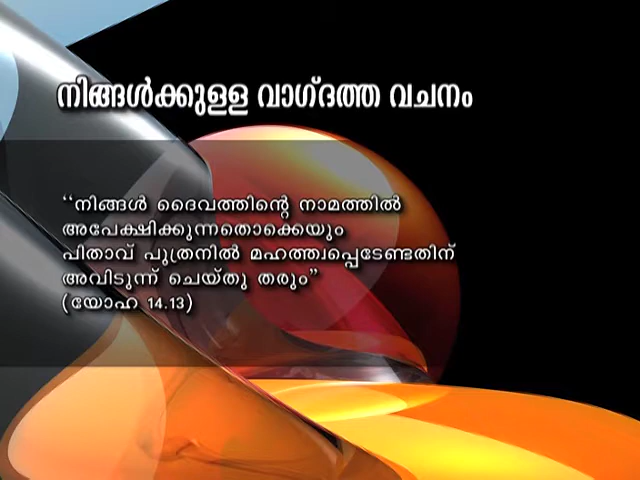 നിങ്ങൾക്കുളള വാഗ്ദത്ത വചനം
“നിങ്ങൾ ദൈവത്തിന്റെ നാമത്തിൽ
അപേക്ഷിക്കുന്നതൊക്കെയും
പിതാവ് പുത്രനിൽ മഹത്ത്വപ്പെടേണ്ടതിന്
അവിടുന്ന് ചെയ്തു തരും”
(യോഹ 14.13)